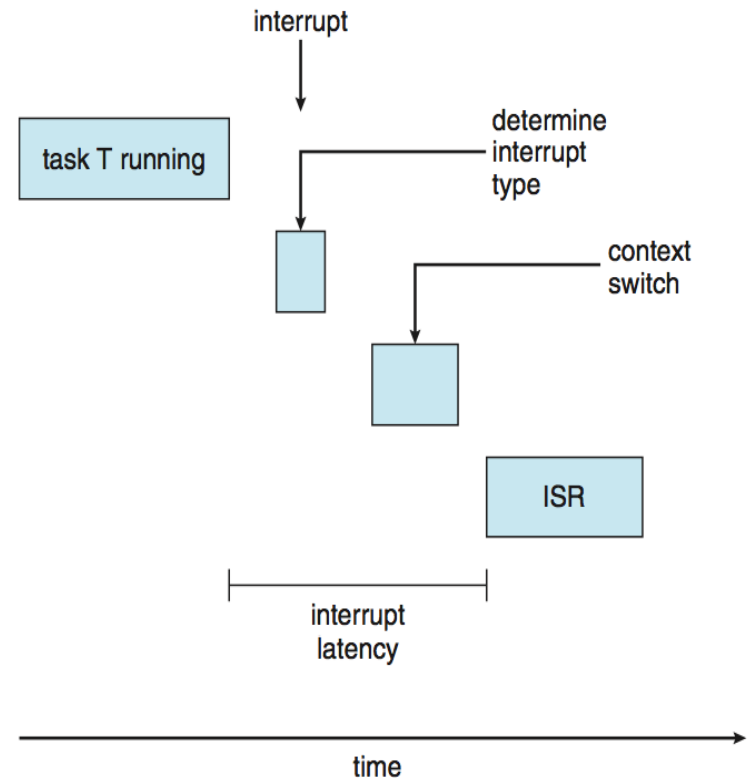 interrupt
task T running
determine
interrupt
type
context
switch
ISR
interrupt
latency
time